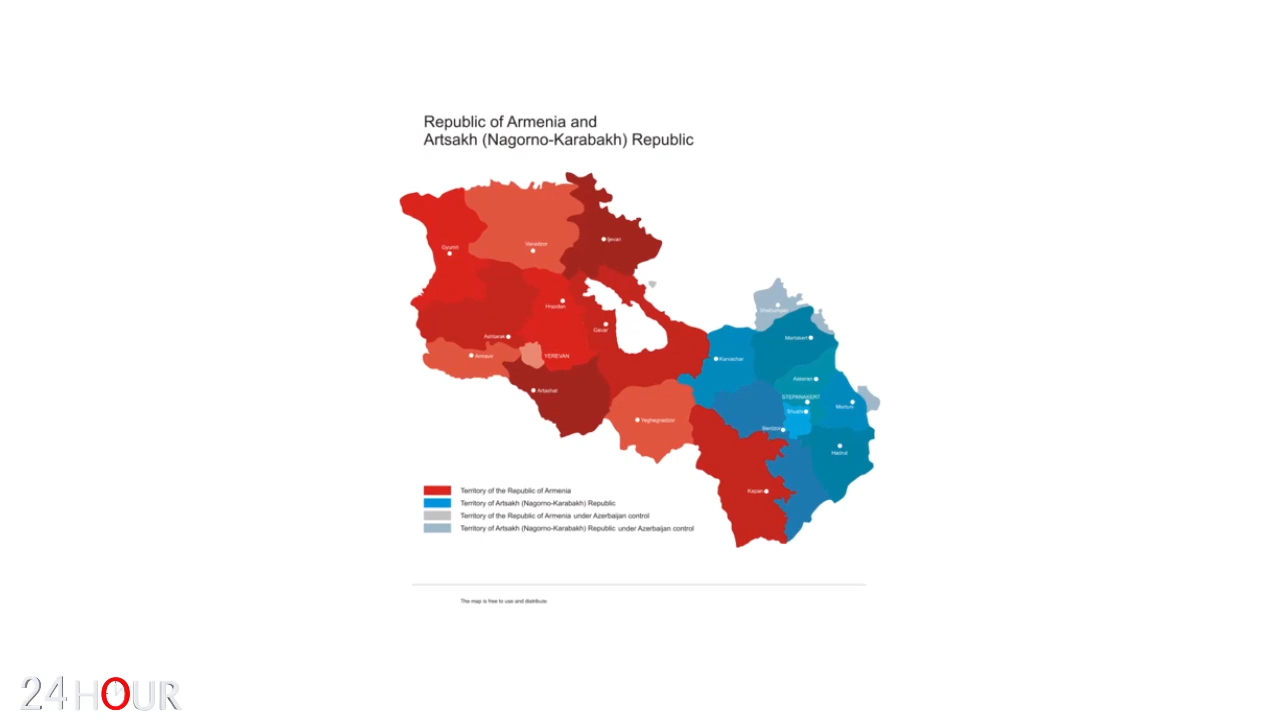 Republic of Armenia and
Artsakh (Nagorno-Karabakh) Republic
Gyumri
Vanadzor
Ijevan
Hrazdan
Gavar
Ashtarak
Armavir
YEREVAN
Artashat
Yeghegnadzor
Kapan
Shahumian
Martakert
Karvachar
Askeran
STEPANAKERT
Shushi
Martuni
Berdzor
Hadrut
Territory of the Republic of Armenia
Territory of Artsakh (Nagorno-Karabakh) Republic
Territory of the Republic of Armenia under Azerbaijan control
Territory of Artsakh (Nagorno-Karabakh) Republic under Azerbaijan control
The map is free to use and distribute
24 HOUR